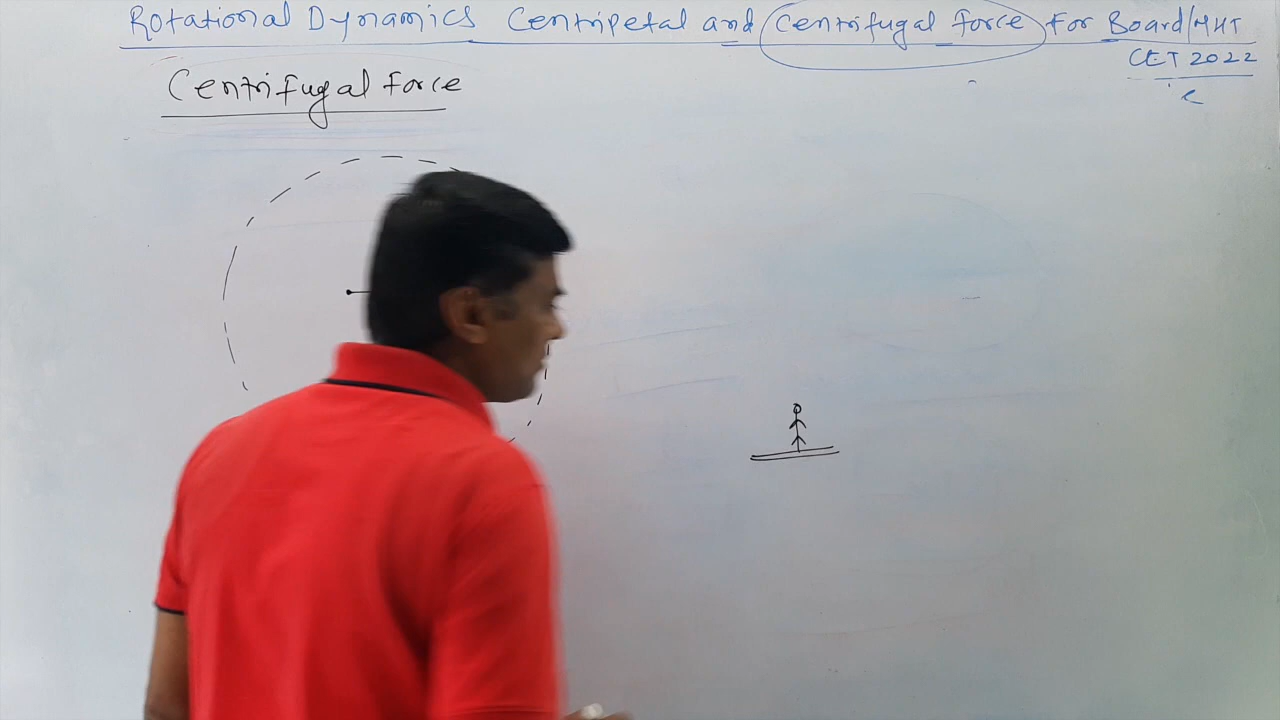 Rotational Dynamics Centripetal and Centrifugal force For Board/MHT
CET 2022
Centrifugal force